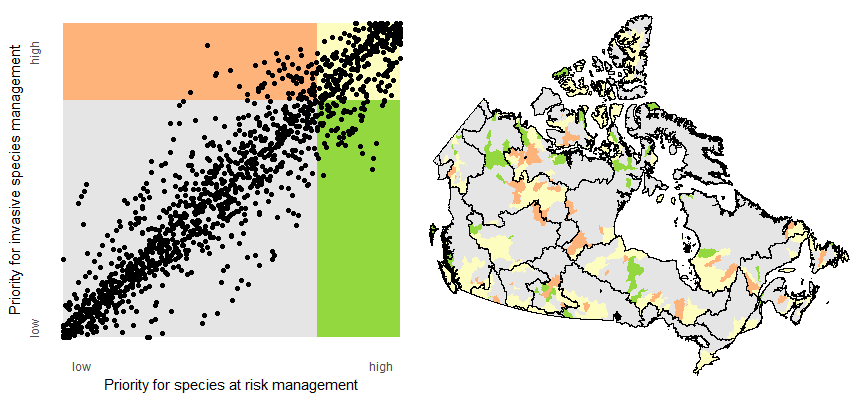 Priority for invasive species management
high
low
low
high
Priority for species at risk management